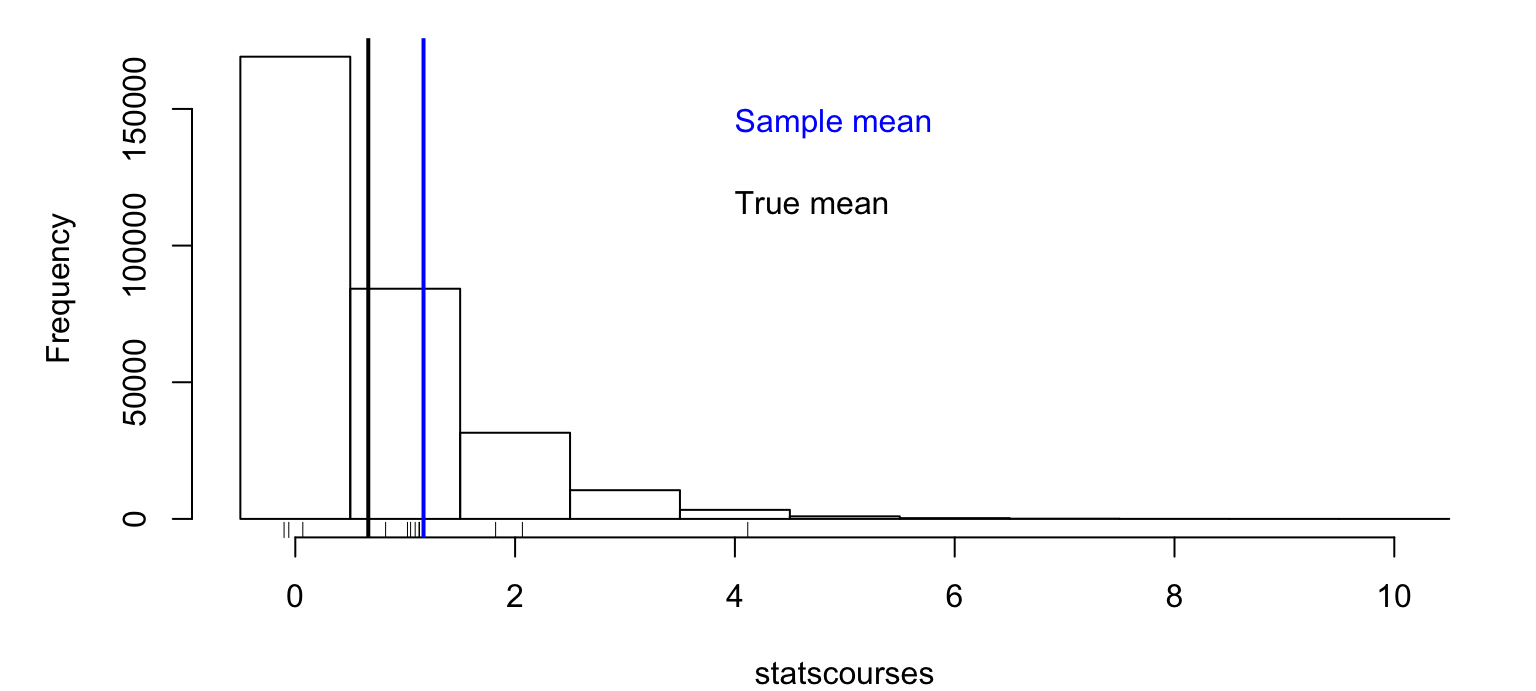 Sample mean
True mean
Frequency
150000
100000
50000
0
0 2 4 6 8 10
statscourses